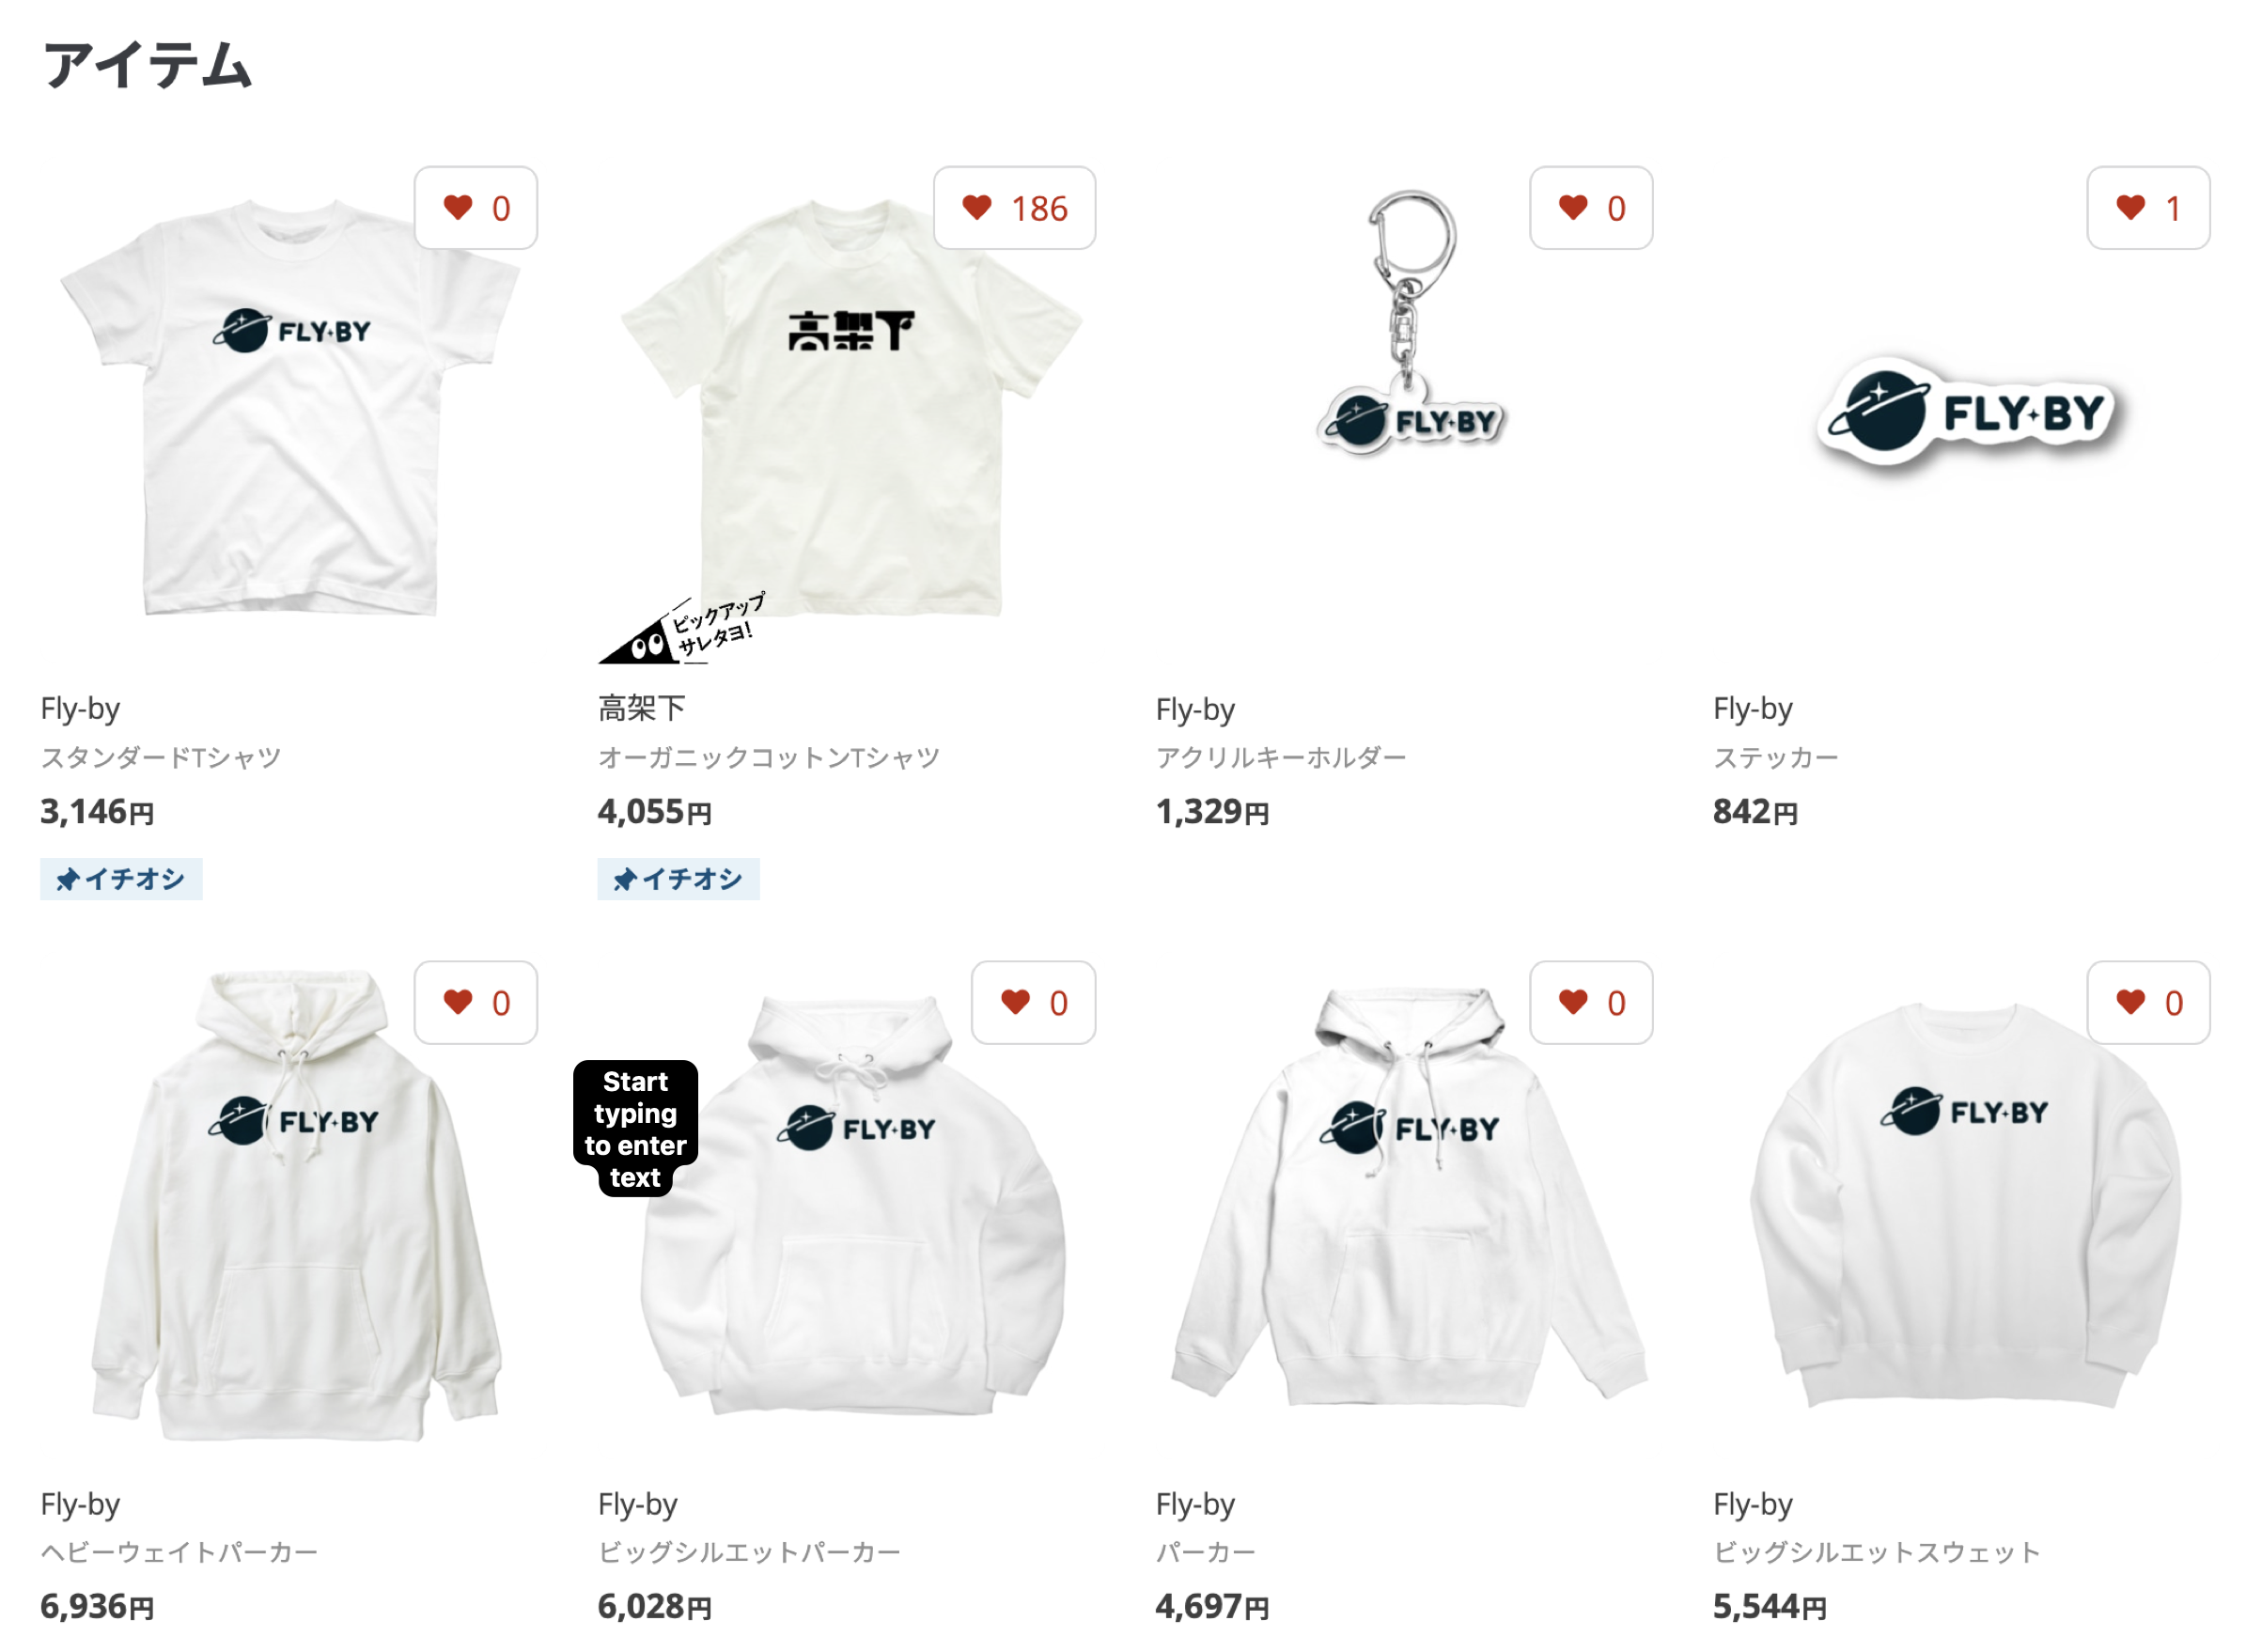 アイテム
0
186
0
1
FLY-BY
高架下
FLY-BY
FLY-BY
ピックアップ
サレタヨ!
Fly-by
スタンダードTシャツ
3,146円
イチオシ
高架下
オーガニックコットンTシャツ
4,055円
イチオシ
Fly-by
アクリルキーホルダー
1,329円
Fly-by
ステッカー
842円
0
0
0
0
FLY-BY
Start
typing
to enter
text
FLY-BY
FLY-BY
FLY-BY
Fly-by
ヘビーウェイトパーカー
6,936円
Fly-by
ビッグシルエットパーカー
6,028円
Fly-by
パーカー
4,697円
Fly-by
ビッグシルエットスウェット
5,544円